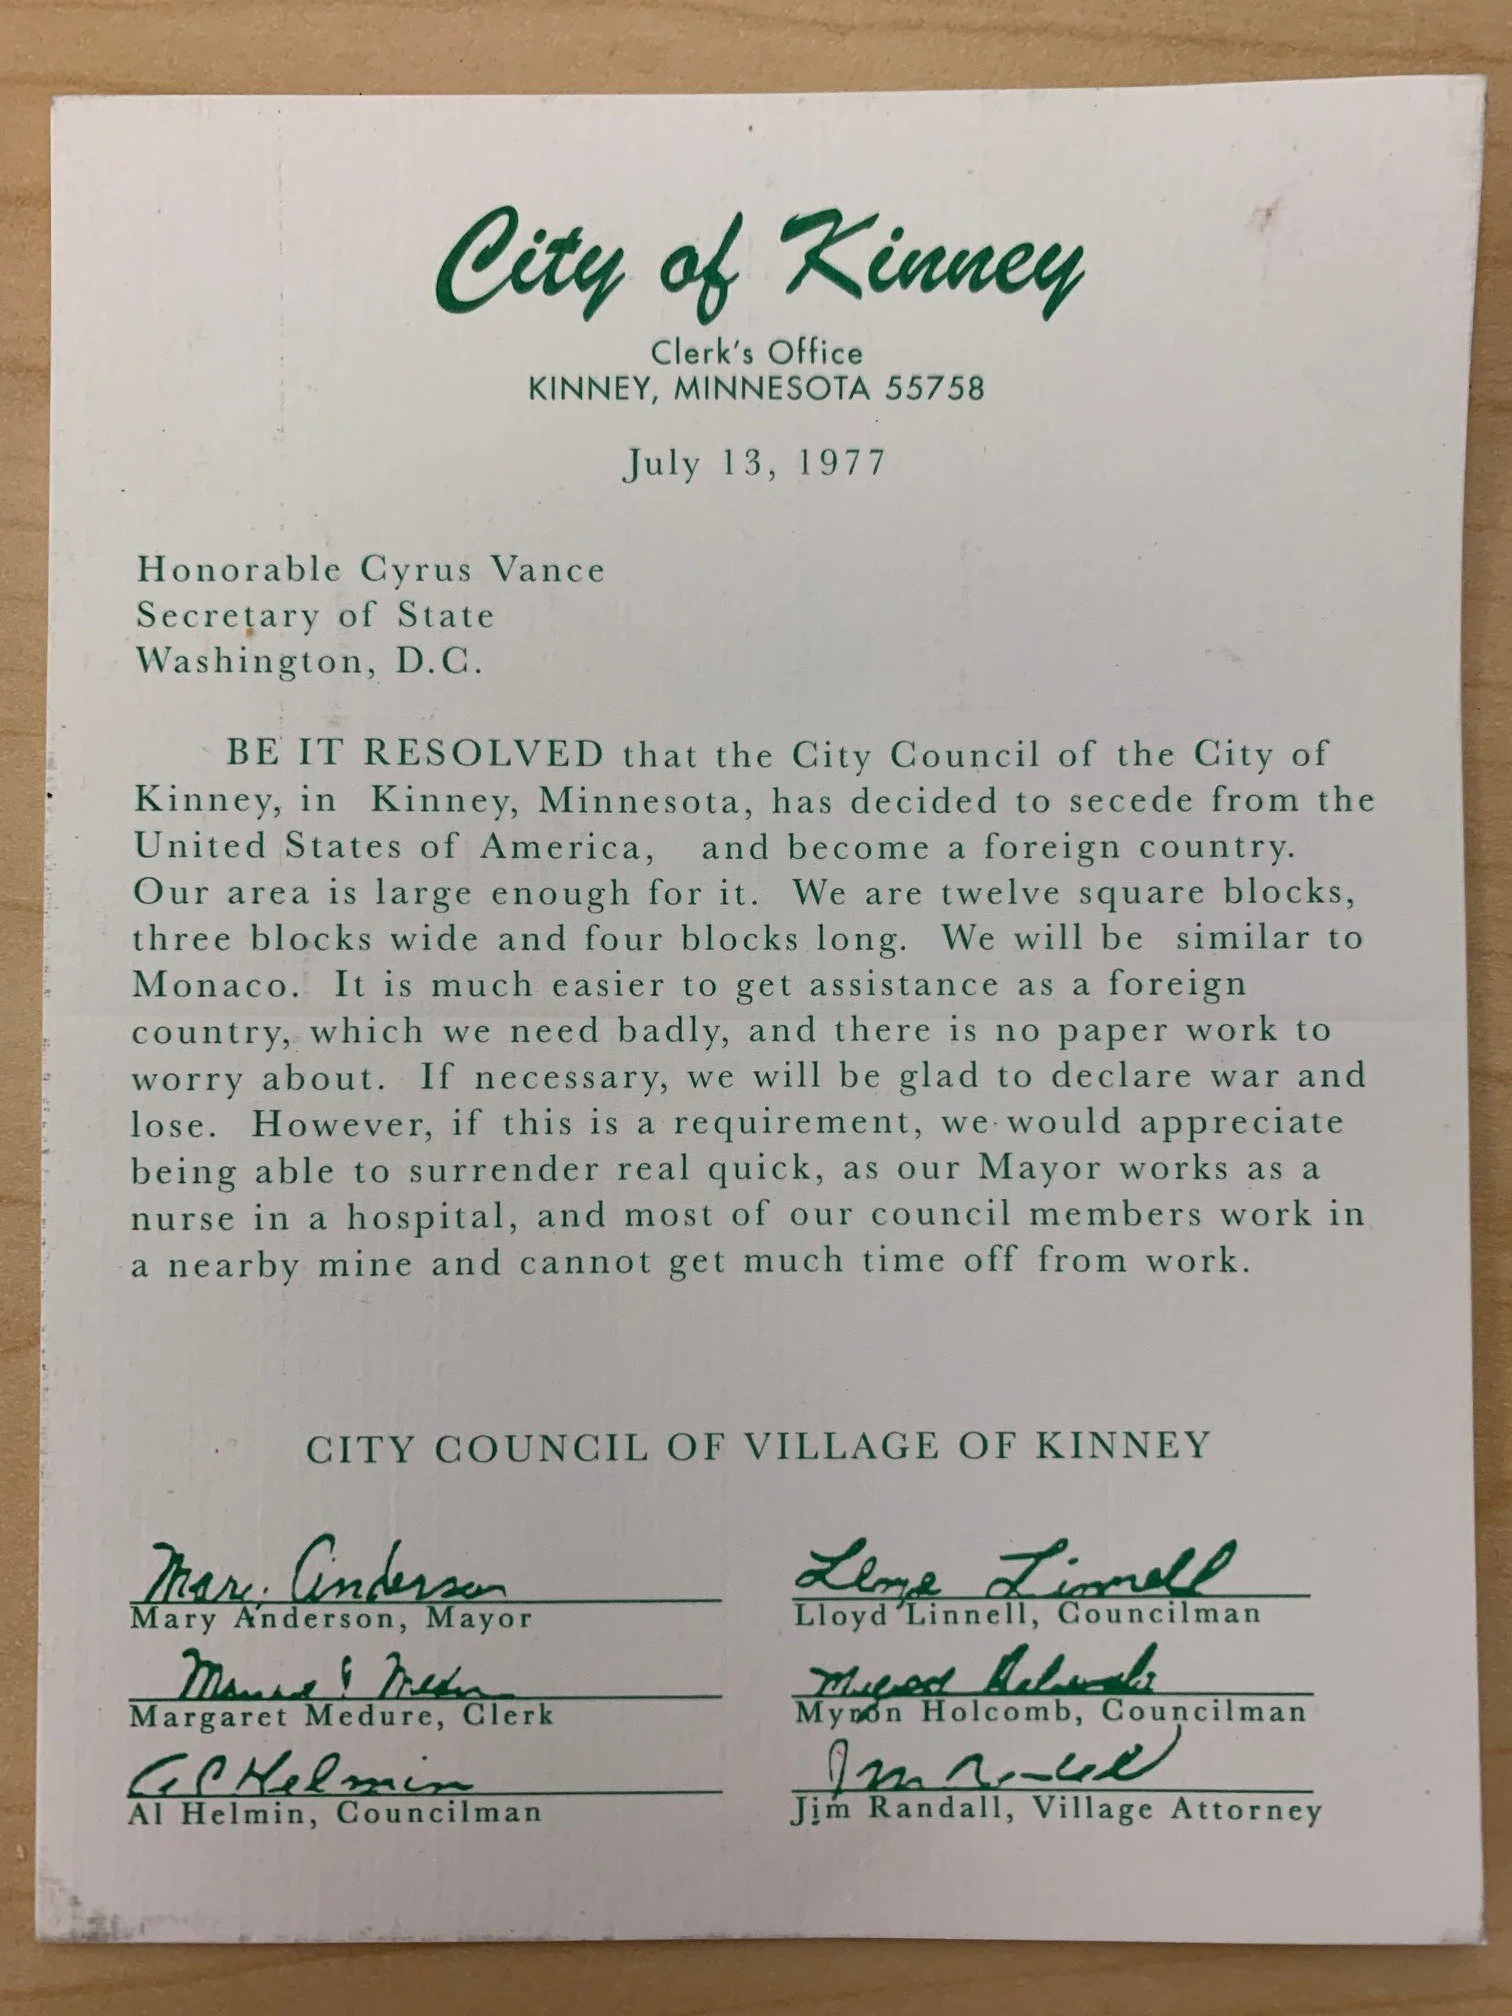 City of Kinney
Clerk's Office
KINNEY, MINNESOTA 55758
July 13, 1977
Honorable Cyrus Vance
Secretary of State
Washington, D.C.
BE IT RESOLVED that the City Council of the City of
Kinney, in Kinney, Minnesota, has decided to secede from the
United States of America, and become a foreign country.
Our area is large enough for it. We are twelve square blocks,
three blocks wide and four blocks long. We will be similar to
Monaco. It is much easier to get assistance as a foreign
country, which we need badly, and there is no paper work to
worry about. If necessary, we will be glad to declare war and
lose. However, if this is a requirement, we would appreciate
being able to surrender real quick, as our Mayor works as a
nurse in a hospital, and most of our council members work in
a nearby mine and cannot get much time off from work.
CITY COUNCIL OF VILLAGE OF KINNEY
Anderson
Mary Anderson, Mayor
Linnell
Lloyd Linnell, Councilman
Margaret Medure, Clerk
Myron Holcomb, Councilman
Al Helmin
Al Helmin, Councilman
Jim Randall
Jim Randall, Village Attorney